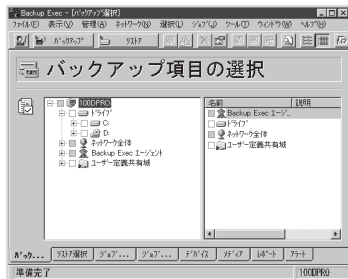 Backup Exec - [ﾊﾞｯｸｱｯﾌﾟ選択]
ﾌｧｲﾙ(F) 表示(V) 管理(A) ﾈｯﾄﾜｰｸ(N) 選択(L) ｼﾞｮﾌﾞ(J) ﾂｰﾙ(T) ｳｨﾝﾄﾞｳ(W) ﾍﾙﾌﾟ(H)
ﾊﾞｯｸｱｯﾌﾟ ﾘｽﾄｱ
バックアップ項目の選択
100DPRO
ﾄﾞﾗｲﾌﾞ
C:
D:
ﾈｯﾄﾜｰｸ全体
Backup Exec ｴｰｼﾞｪﾝﾄ
ﾕｰｻﾞｰ定義共有域
名前 説明
Backup Exec ｴｰｼﾞ...
ﾄﾞﾗｲﾌﾞ
ﾈｯﾄﾜｰｸ全体
ﾕｰｻﾞｰ定義共有域
ﾊﾞｯｸ... ﾘｽﾄｱ選択 ｼﾞｮﾌﾞ... ｼﾞｮﾌﾞ... ﾃﾞﾊﾞｲｽ ﾒﾃﾞｨｱ ﾚﾎﾟｰﾄ ｱﾗｰﾄ
準備完了 100DPRO